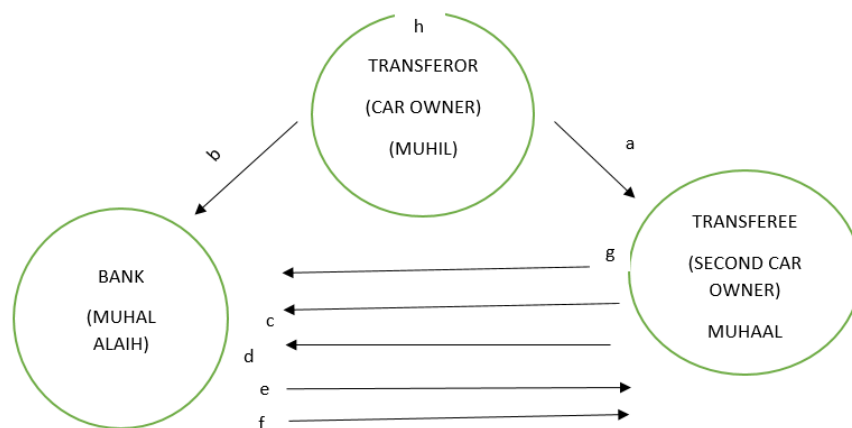 h
TRANSFEROR
(CAR OWNER)
(MUHIL)
b
a
TRANSFEREE
(SECOND CAR
OWNER)
MUHAAL
g
BANK
(MUHAL
ALAIH)
c
d
e
f